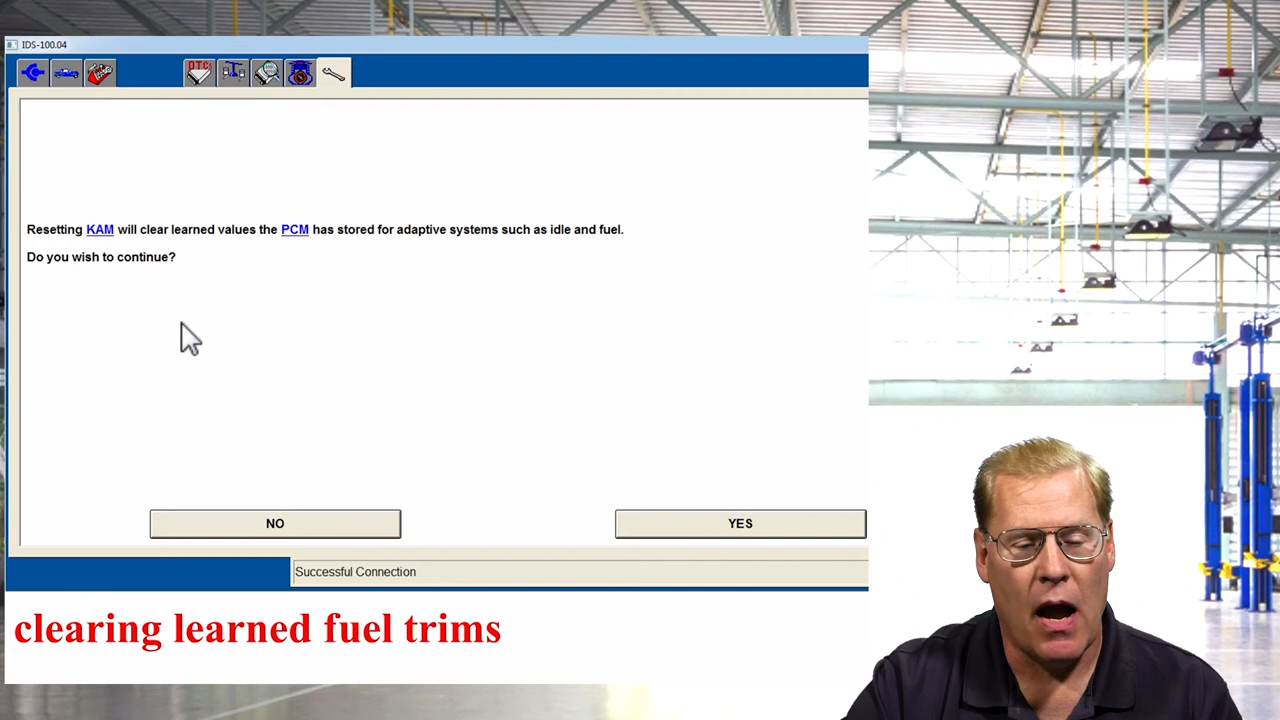 IDS-100.04
DTC
Resetting KAM will clear learned values the PCM has stored for adaptive systems such as idle and fuel.
Do you wish to continue?
NO
YES
Successful Connection
clearing learned fuel trims